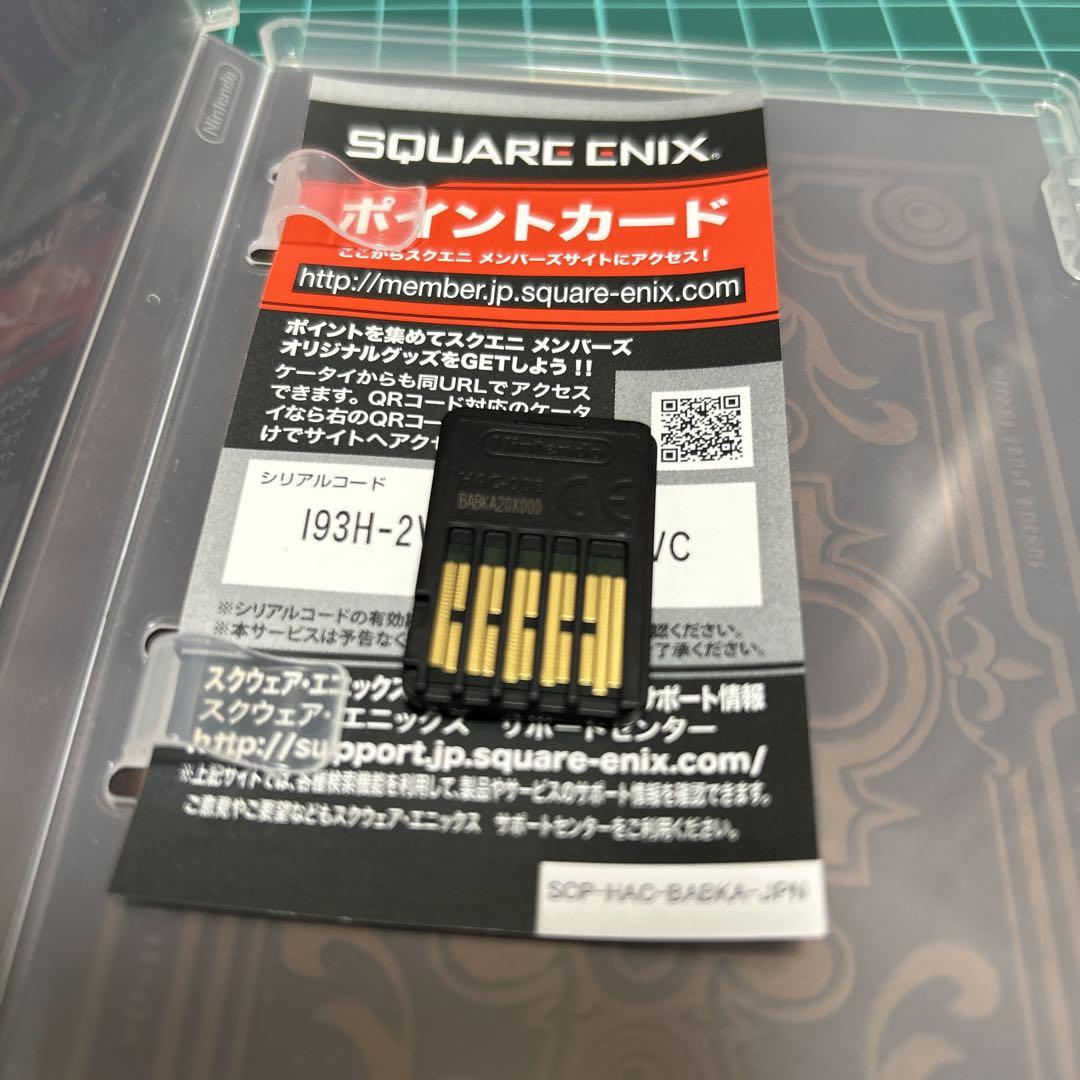 Nintendo
SQUARE ENIX®
ポイントカード
ここからスクエニ メンバーズサイトにアクセス！
http://member.jp.square-enix.com
ポイントを集めてスクエニ メンバーズ
オリジナルグッズをGETしよう！！
ケータイからも同URLでアクセス
できます。QRコード対応のケータ
イなら右のQRコー
けでサイトへアクセ
シリアルコード
I93H-2
VC
Nintendo
HAC-008
CE
BABKA20X000
※シリアルコードの有効
認ください。
※本サービスは予告なく
了承ください。
スクウェア・エニックス
サポート情報
スクウェア・エニックス サポートセンター
http://support.jp.square-enix.com/
※上記サイトでは、各種検索機能を利用して、製品やサービスのサポート情報を確認できます。
ご意見やご要望などもスクウェア・エニックス サポートセンターをご利用ください。
SCP-HAC-BABKA-JPN